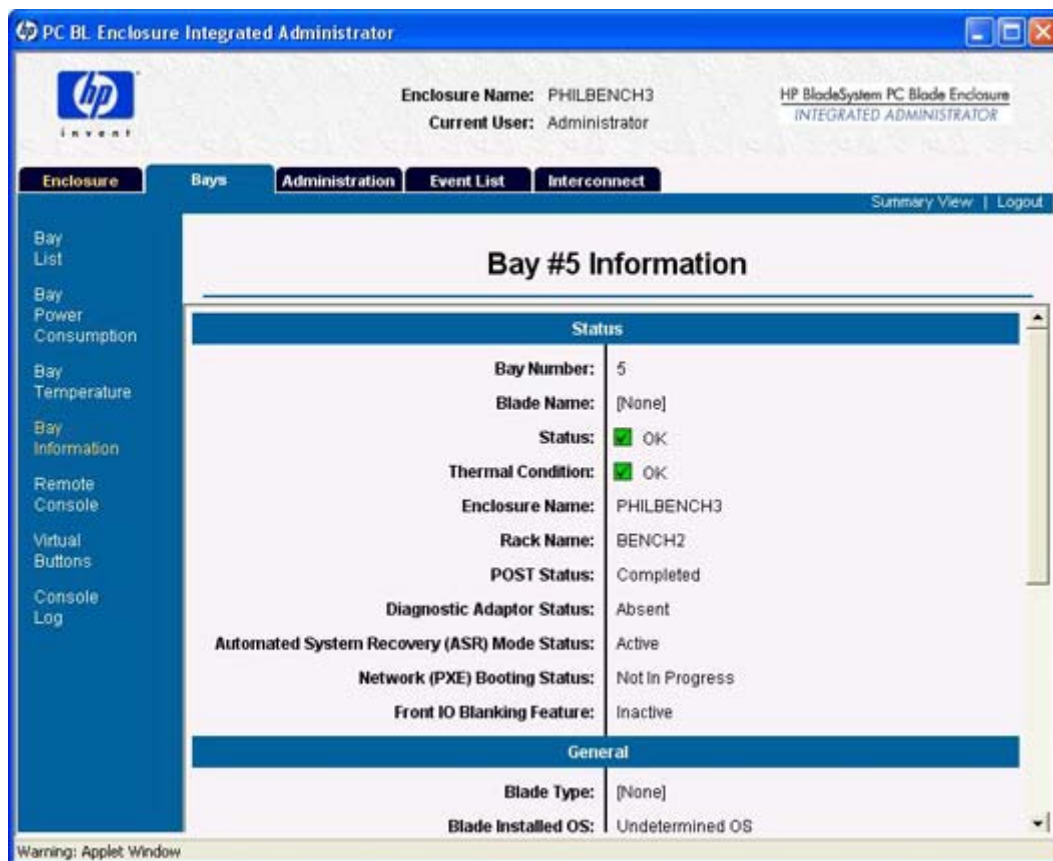 PC BL Enclosure Integrated Administrator
hp
invent
Enclosure Name: PHILBENCH3
Current User: Administrator
HP BladeSystem PC Blade Enclosure
INTEGRATED ADMINISTRATOR
Enclosure Bays Administration Event List Interconnect
Summary View | Logout
Bay
List
Bay
Power
Consumption
Bay
Temperature
Bay
Information
Remote
Console
Virtual
Buttons
Console
Log
Bay #5 Information
Status
Bay Number: 5
Blade Name: [None]
Status: OK
Thermal Condition: OK
Enclosure Name: PHILBENCH3
Rack Name: BENCH2
POST Status: Completed
Diagnostic Adaptor Status: Absent
Automated System Recovery (ASR) Mode Status: Active
Network (PXE) Booting Status: Not In Progress
Front IO Blanking Feature: Inactive
General
Blade Type: [None]
Blade Installed OS: Undetermined OS
Warning: Applet Window